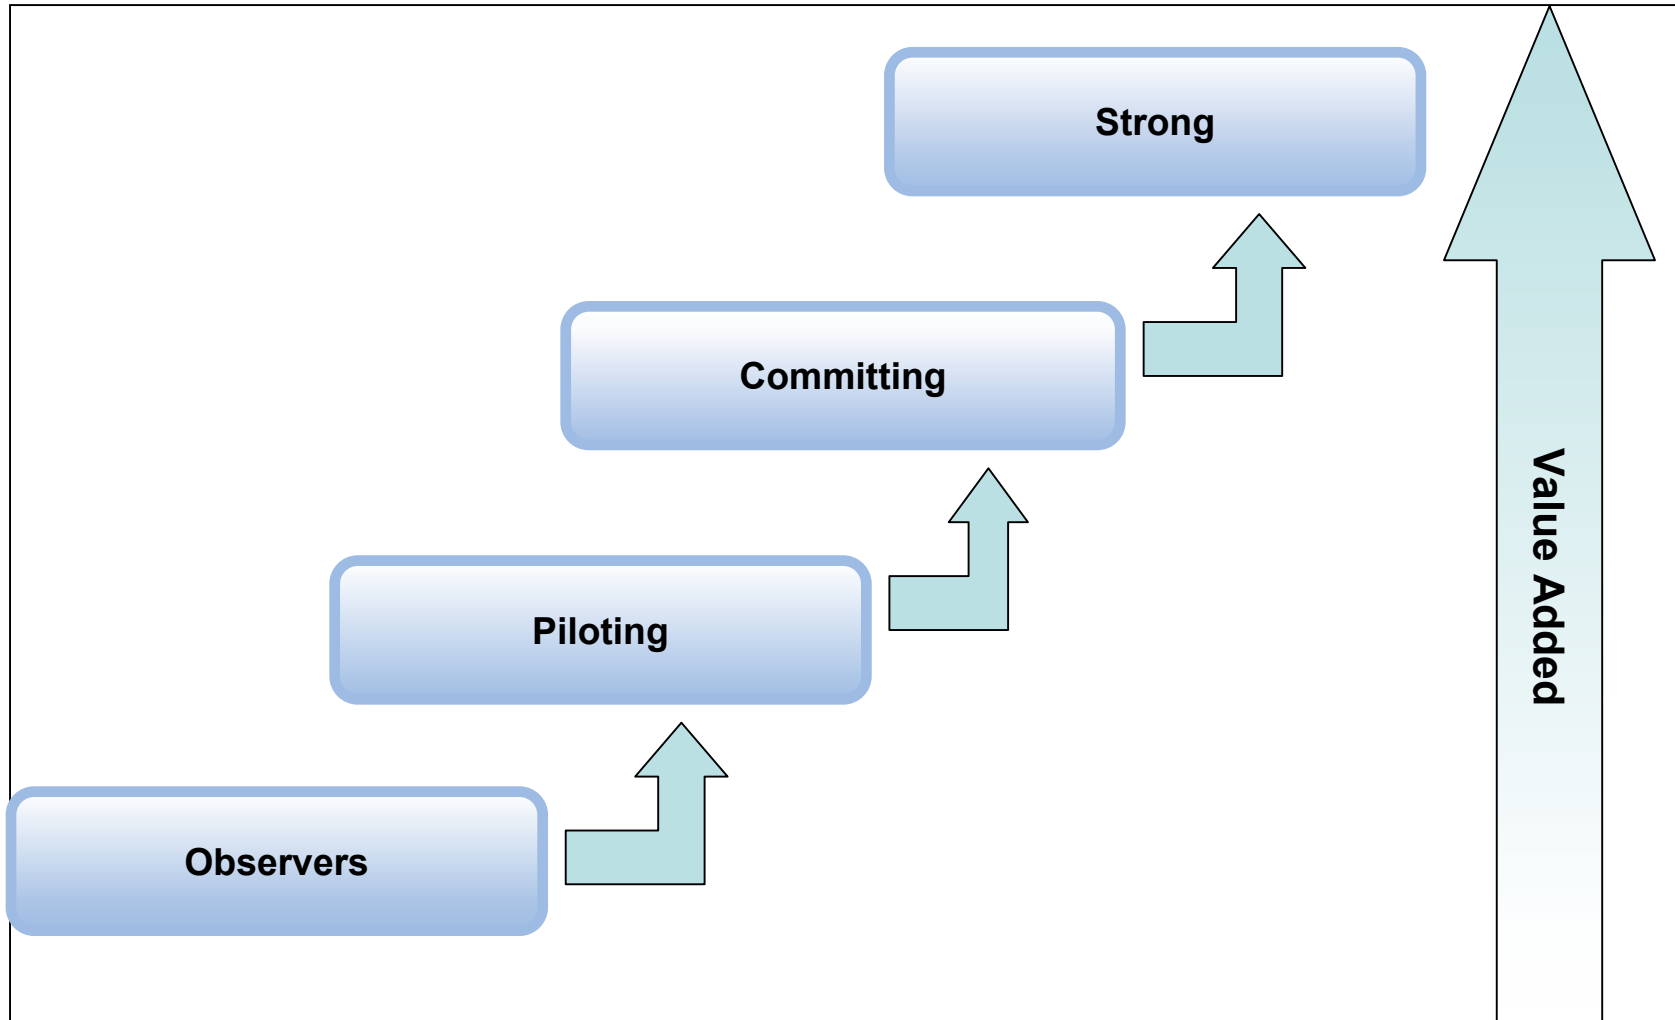 Strong
Committing
Piloting
Observers
Value Added